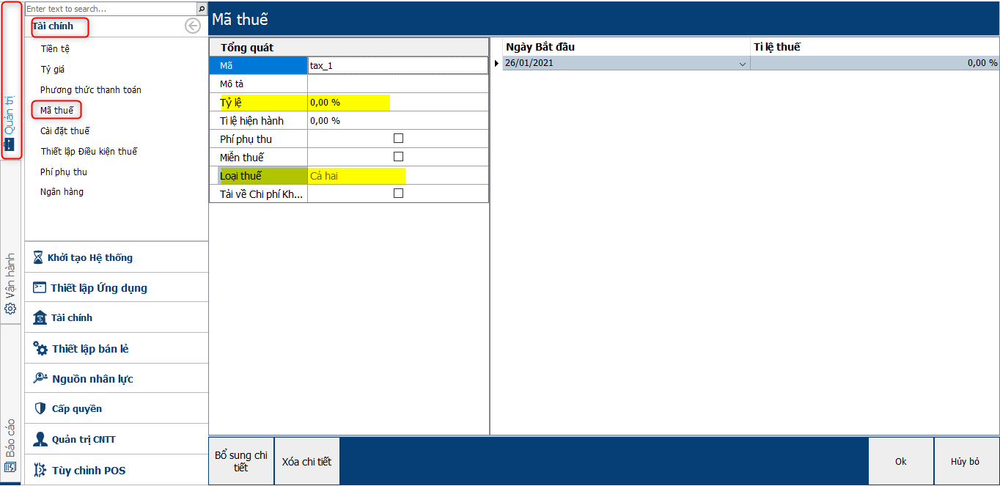 Enter text to search...
Tài chính
Tiền tệ
Tỷ giá
Phương thức thanh toán
Mã thuế
Cài đặt thuế
Thiết lập Điều kiện thuế
Phí phụ thu
Ngân hàng
Khởi tạo Hệ thống
Thiết lập Ứng dụng
Tài chính
Thiết lập bán lẻ
Nguồn nhân lực
Cấp quyền
Quản trị CNTT
Tùy chỉnh POS
Quản trị
Vận hành
Báo cáo
Mã thuế
Tổng quát
Mã tax_1
Mô tả
Tỷ lệ 0,00 %
Tỉ lệ hiện hành 0,00 %
Phí phụ thu
Miễn thuế
Loại thuế Cả hai
Tải về Chi phí Kh...
Ngày Bắt đầu Tỉ lệ thuế
26/01/2021 0,00 %
Bổ sung chi
tiết
Xóa chi tiết
Ok
Hủy bỏ